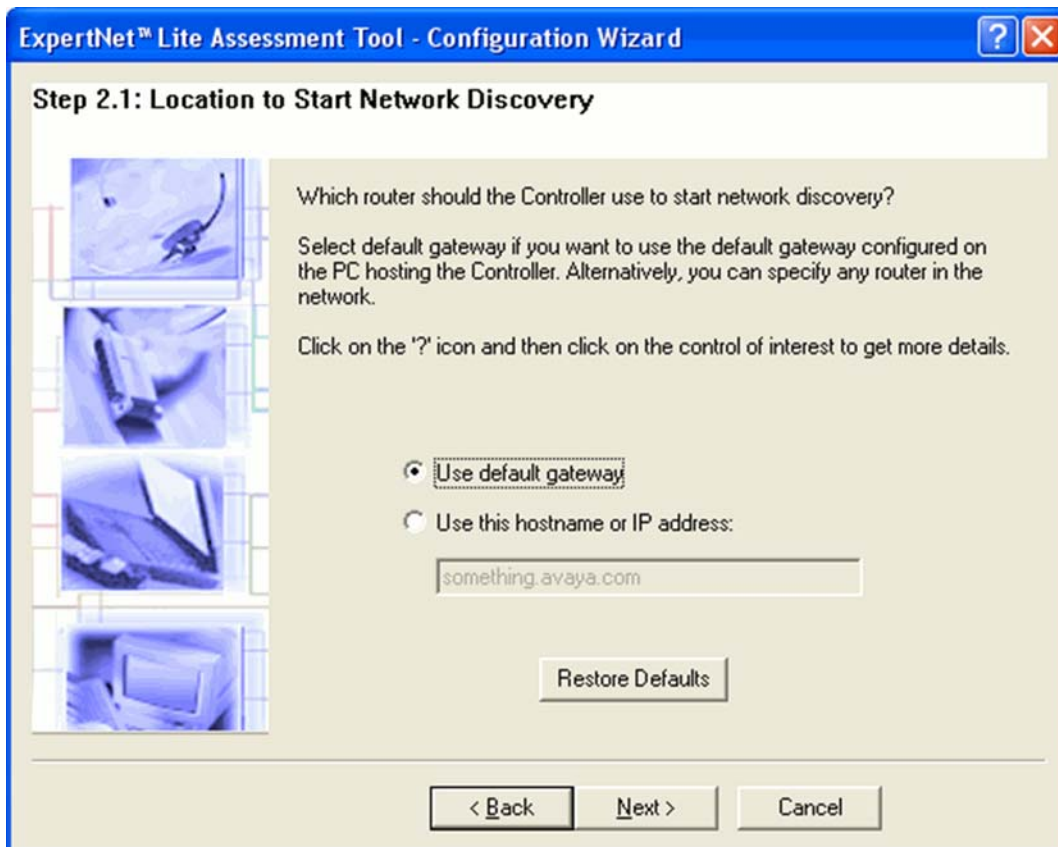 ExpertNet™ Lite Assessment Tool - Configuration Wizard
Step 2.1: Location to Start Network Discovery
Which router should the Controller use to start network discovery?
Select default gateway if you want to use the default gateway configured on
the PC hosting the Controller. Alternatively, you can specify any router in the
network.
Click on the '?' icon and then click on the control of interest to get more details.
Use default gateway
Use this hostname or IP address:
something.avaya.com
Restore Defaults
< Back
Next >
Cancel